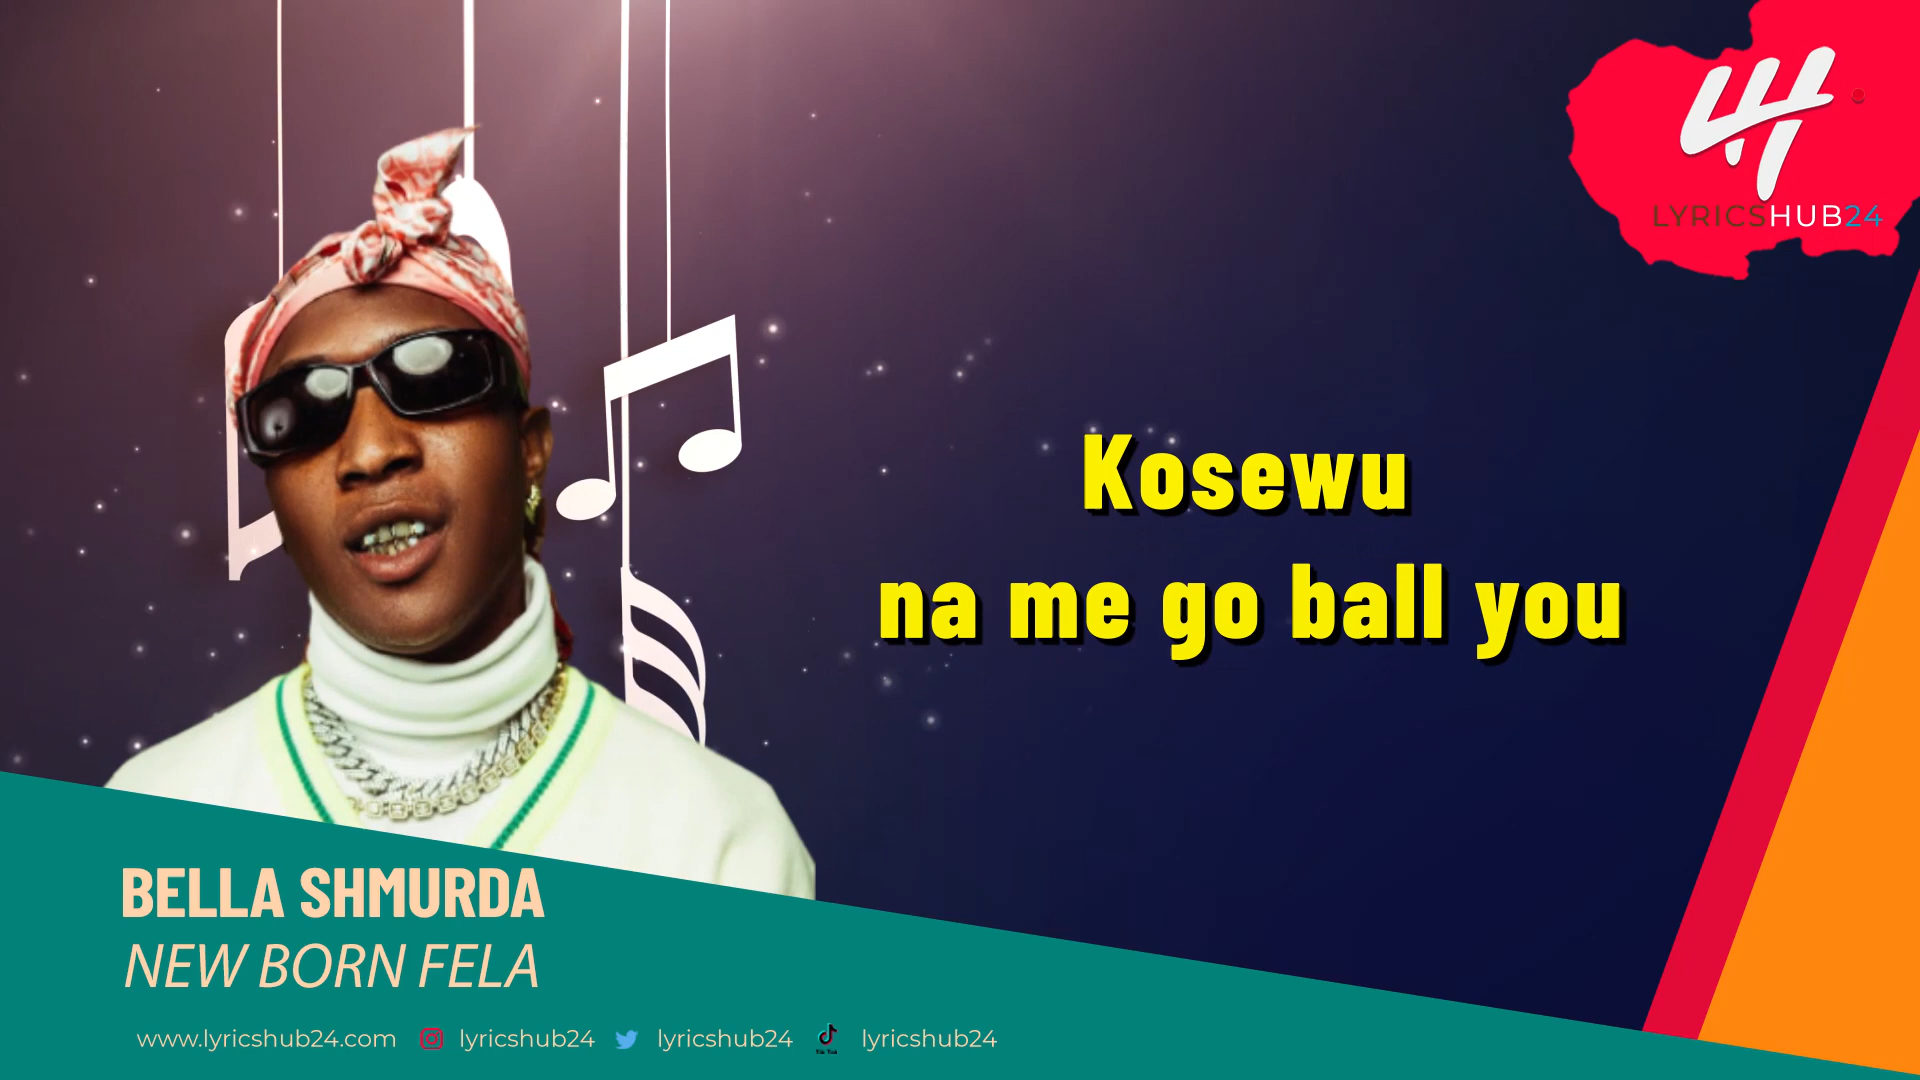 LYRICSHUB24
Kosewu
na me go ball you
BELLA SHMURDA
NEW BORN FELA
www.lyricshub24.com lyricshub24 lyricshub24 lyricshub24